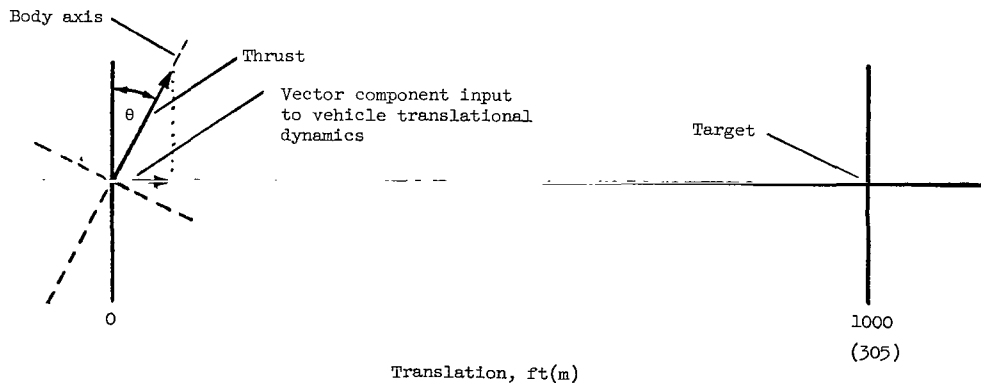 Body axis
Thrust
θ
Vector component input
to vehicle translational
dynamics
Target
0
1000
(305)
Translation, ft(m)